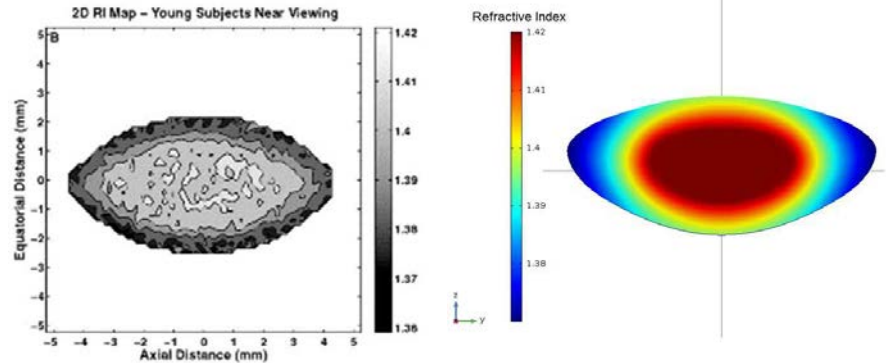 2D RI Map – Young Subjects Near Viewing
B
Equatorial Distance (mm)
5
4
3
2
1
0
−1
−2
−3
−4
−5
−5 −4 −3 −2 −1 0 1 2 3 4 5
Axial Distance (mm)
1.42
1.41
1.4
1.39
1.38
1.37
1.36
Refractive Index
1.42
1.41
1.40
1.39
1.38
z
y